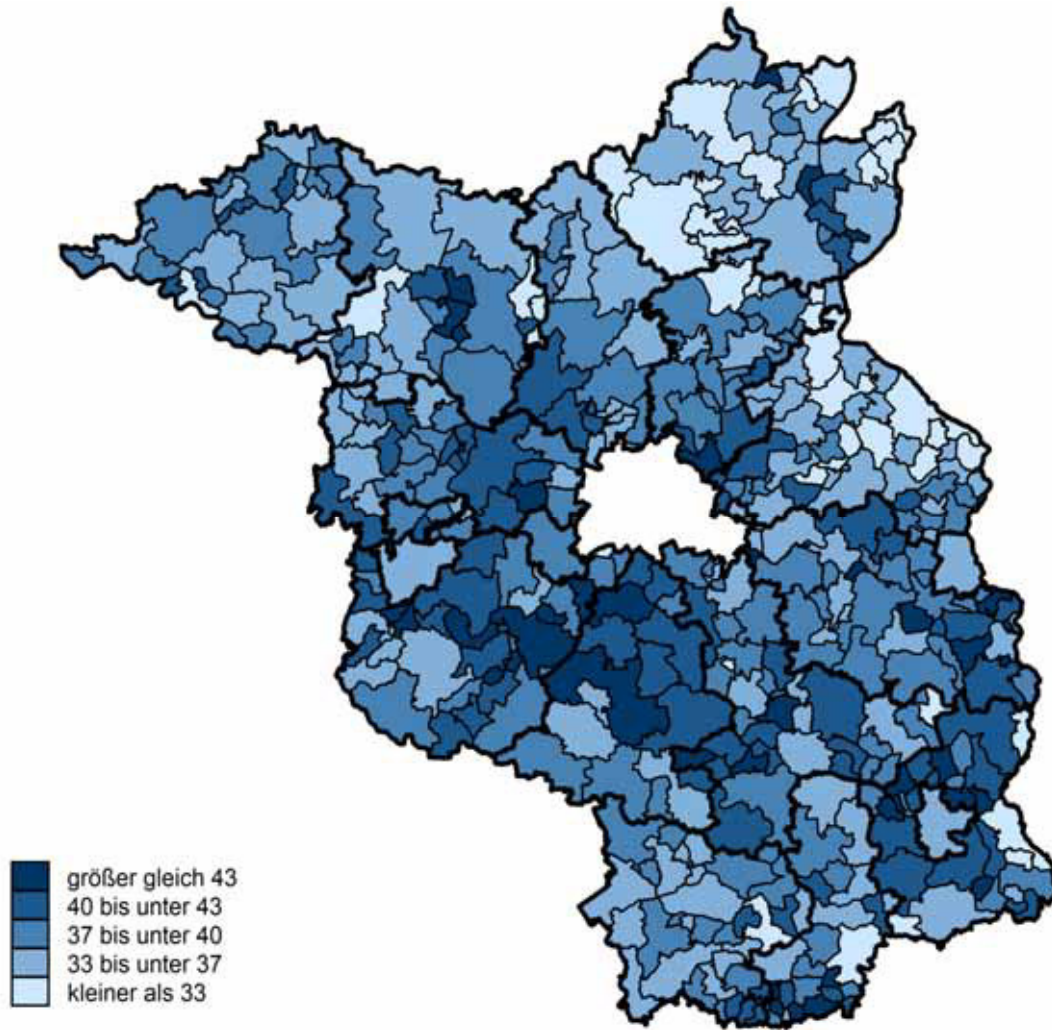 größer gleich 43
40 bis unter 43
37 bis unter 40
33 bis unter 37
kleiner als 33